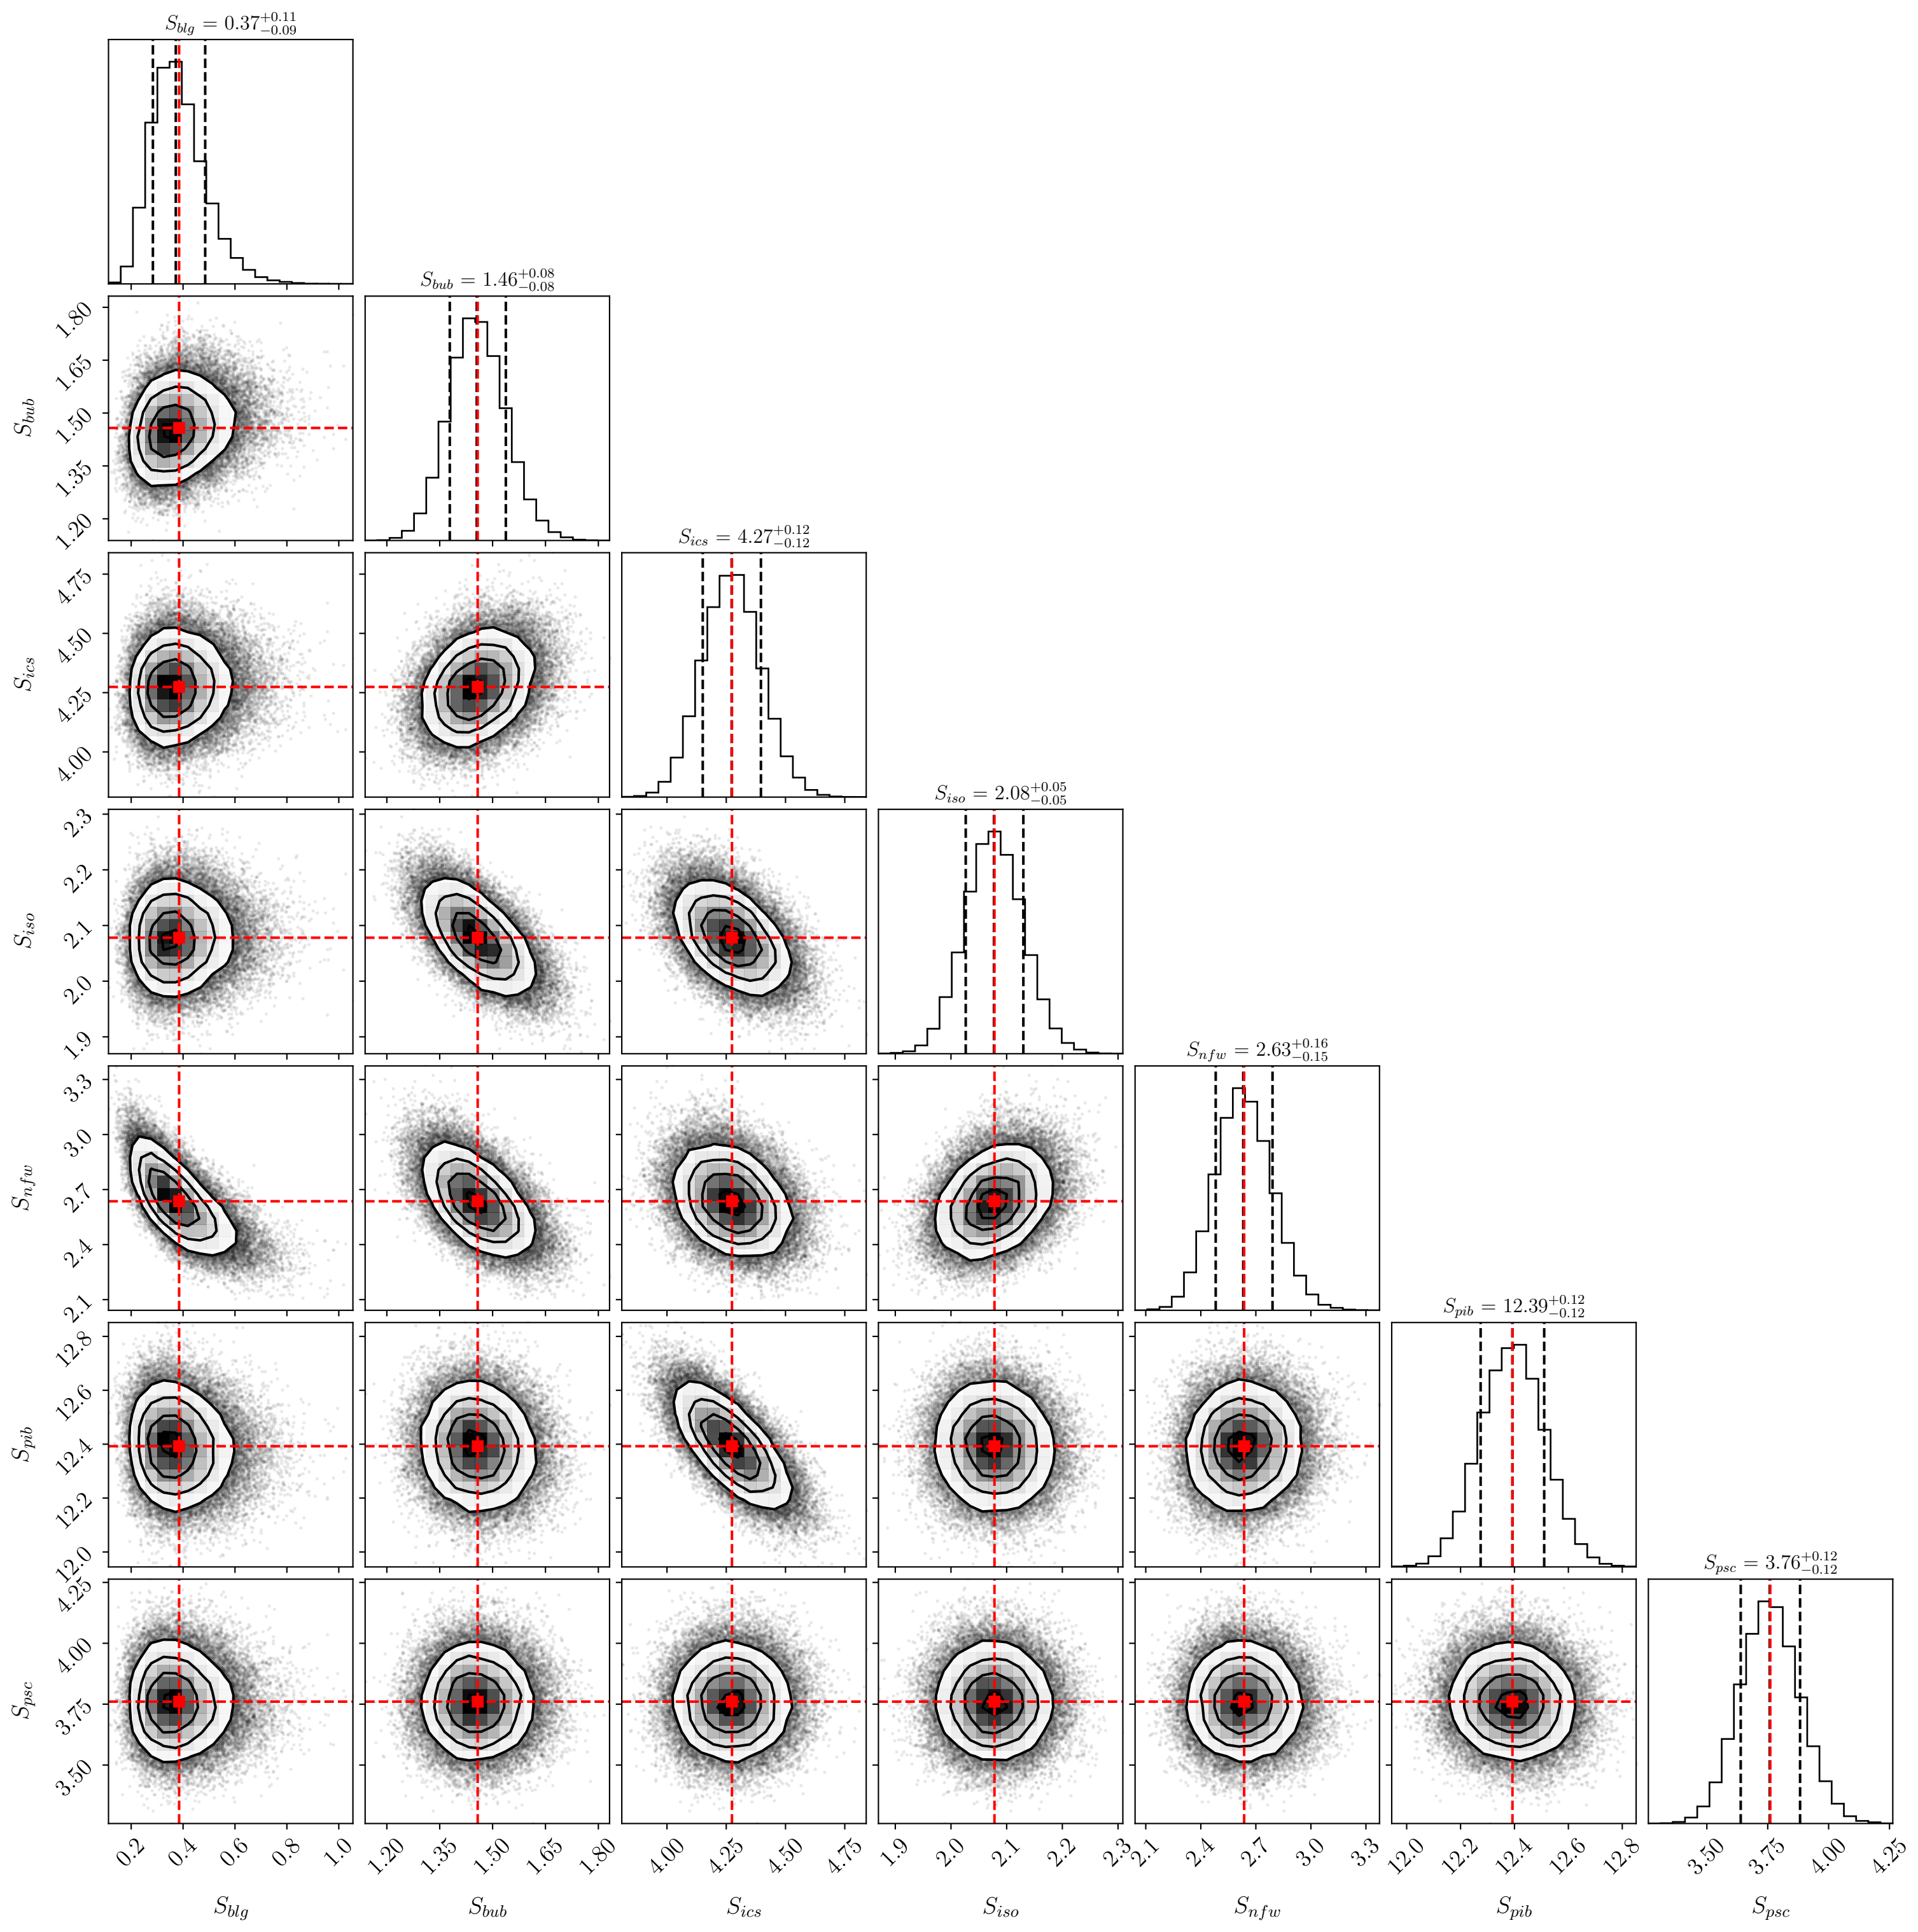 S_{blg} = 0.37^{+0.11}_{-0.09}
S_{bub} = 1.46^{+0.08}_{-0.08}
1.80
1.65
1.50
1.35
1.20
S_{bub}
S_{ics} = 4.27^{+0.12}_{-0.12}
4.75
4.50
4.25
4.00
S_{ics}
S_{iso} = 2.08^{+0.05}_{-0.05}
2.3
2.2
2.1
2.0
1.9
S_{iso}
S_{nfw} = 2.63^{+0.16}_{-0.15}
3.3
3.0
2.7
2.4
2.1
S_{nfw}
S_{pib} = 12.39^{+0.12}_{-0.12}
12.8
12.6
12.4
12.2
12.0
S_{pib}
S_{psc} = 3.76^{+0.12}_{-0.12}
4.25
4.00
3.75
3.50
S_{psc}
0.2 0.4 0.6 0.8 1.0 1.20 1.35 1.50 1.65 1.80 4.00 4.25 4.50 4.75 1.9 2.0 2.1 2.2 2.3 2.1 2.4 2.7 3.0 3.3 12.0 12.2 12.4 12.6 12.8 3.50 3.75 4.00 4.25
S_{blg} S_{bub} S_{ics} S_{iso} S_{nfw} S_{pib} S_{psc}